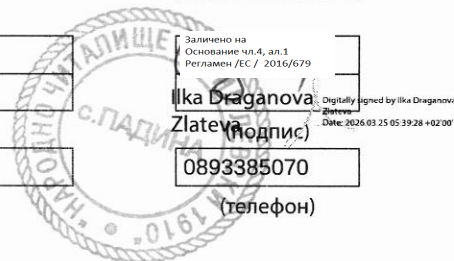 Заличено на
Основание чл.4, ал.1
Регламен /ЕС / 2016/679
Ilka Draganova
Zlateva
Digitally signed by Ilka Draganova
Zlateva
Date: 2026.03.25 05:39:28 +02'00'
(подпис)
0893385070
(телефон)
НАРОДНО ЧИТАЛИЩЕ
1910
с.ПАДИНА